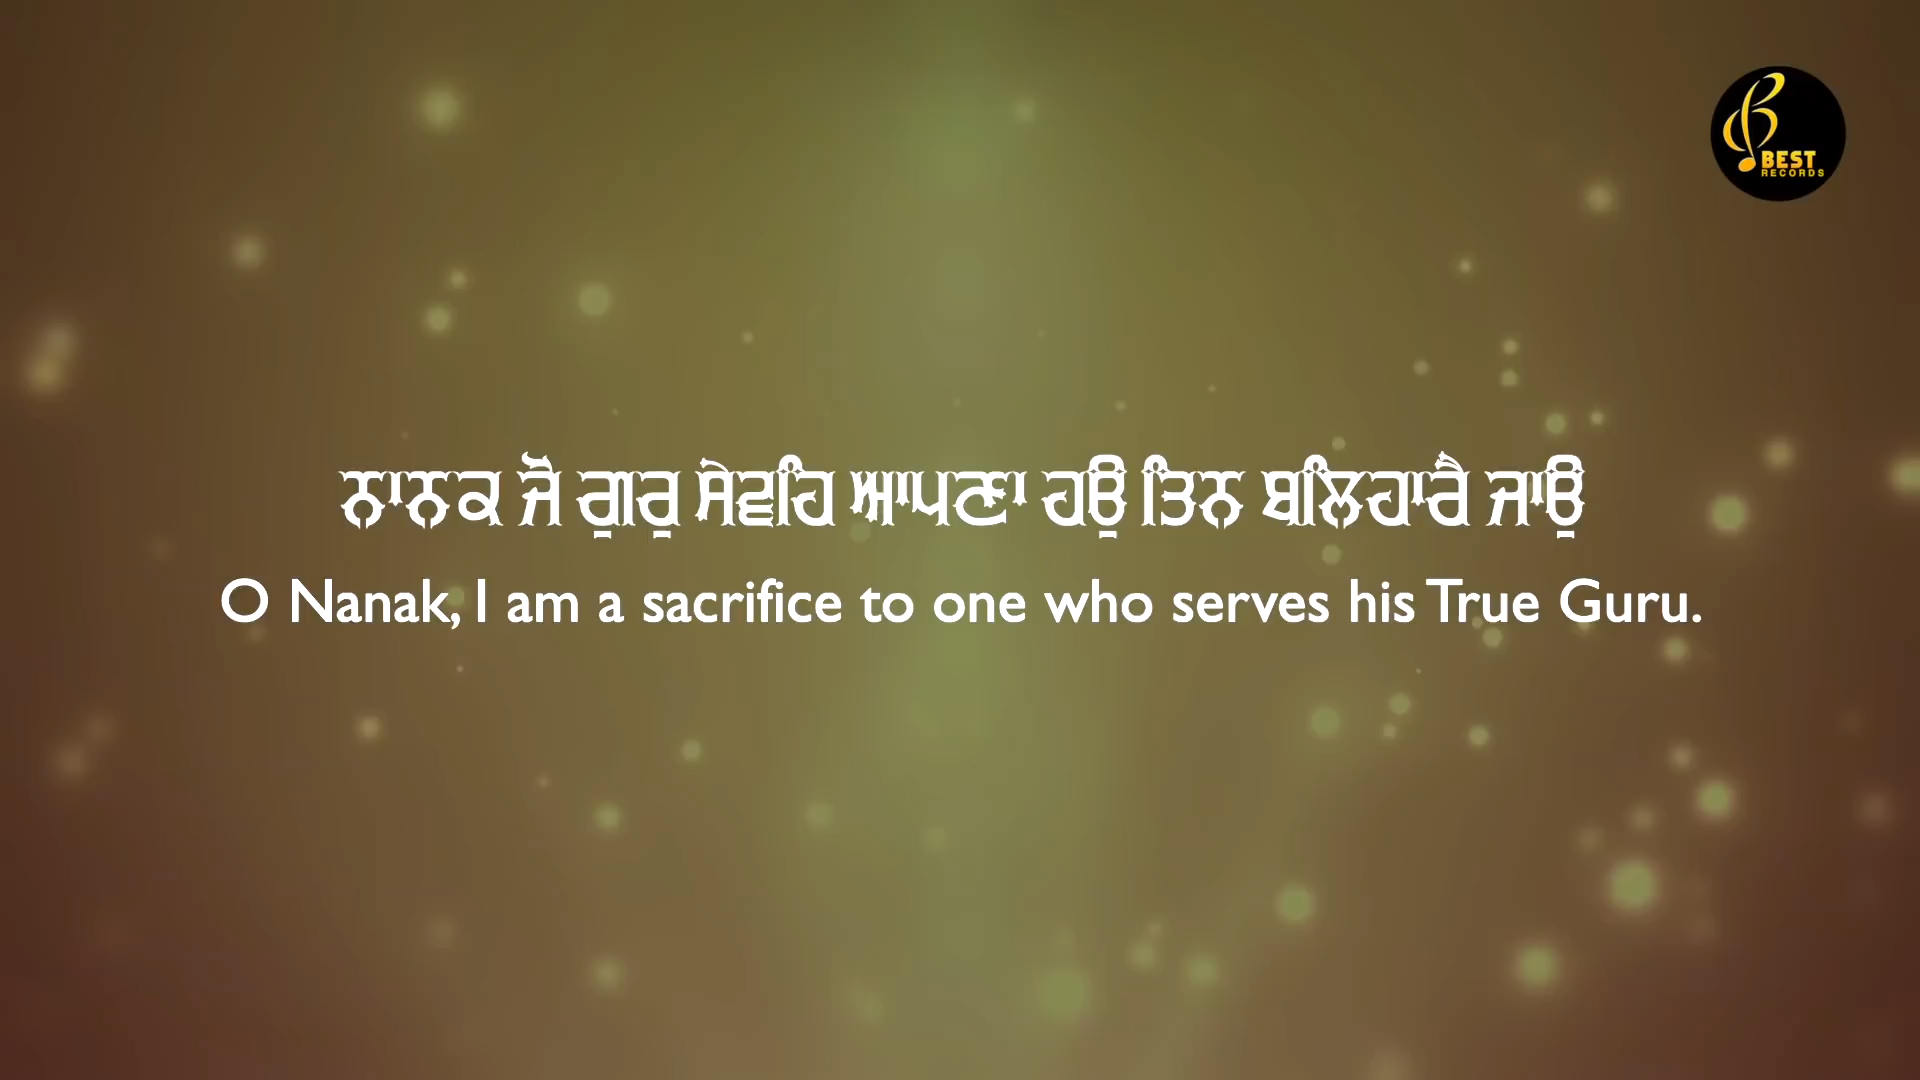 BEST
RECORDS
ਨਾਨਕ ਜੋ ਗੁਰੁ ਸੇਵਹਿ ਆਪਣਾ ਹਉ ਤਿਨ ਬਲਿਹਾਰੈ ਜਾਉ
O Nanak, I am a sacrifice to one who serves his True Guru.